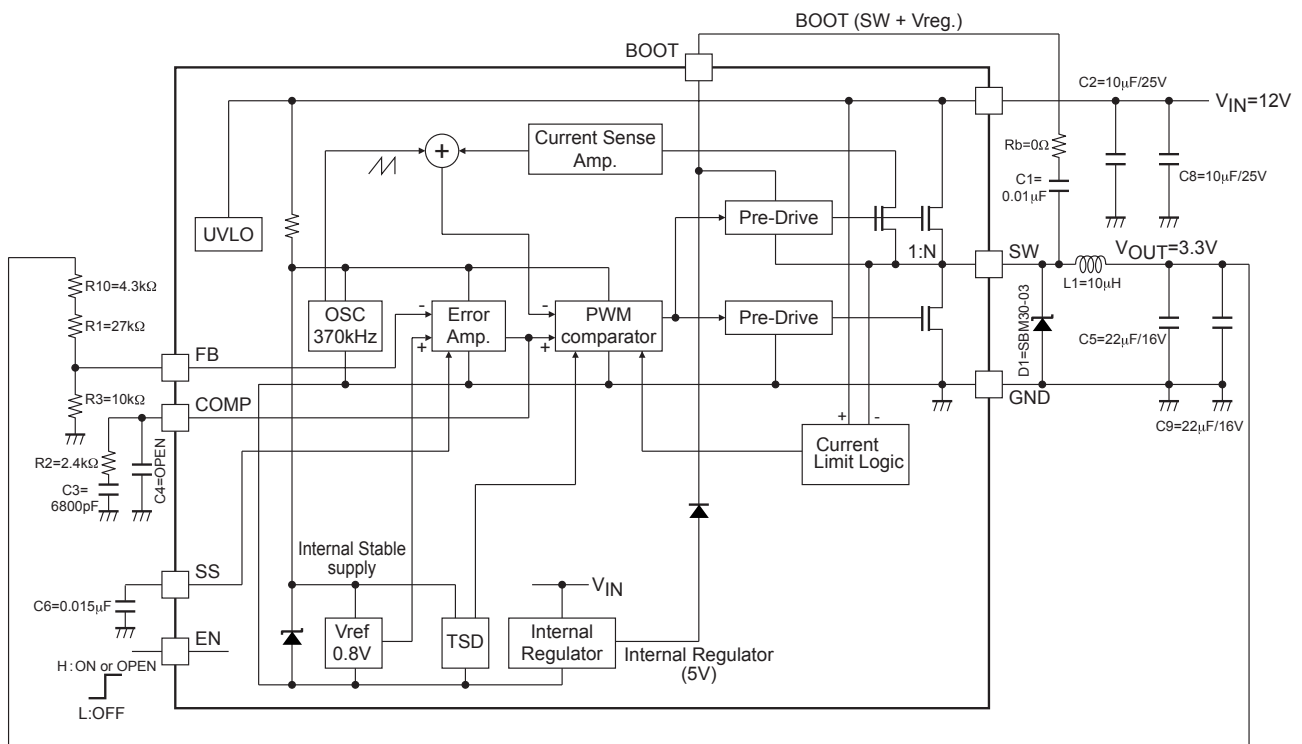 BOOT (SW + Vreg.)
BOOT
C2=10μF/25V
VIN=12V
Current Sense
Amp.
+
Rb=0Ω
C1=
0.01μF
C8=10μF/25V
UVLO
Pre-Drive
1:N
SW
VOUT=3.3V
L1=10μH
R10=4.3kΩ
R1=27kΩ
OSC
370kHz
-
+
Error
Amp.
-
+
PWM
comparator
Pre-Drive
D1=SBM30-03
C5=22μF/16V
FB
R3=10kΩ
COMP
GND
C9=22μF/16V
R2=2.4kΩ
C3=
6800pF
C4=OPEN
+ -
Current
Limit Logic
Internal Stable
supply
SS
VIN
C6=0.015μF
Vref
0.8V
TSD
Internal
Regulator
Internal Regulator
(5V)
EN
H:ON or OPEN
L:OFF